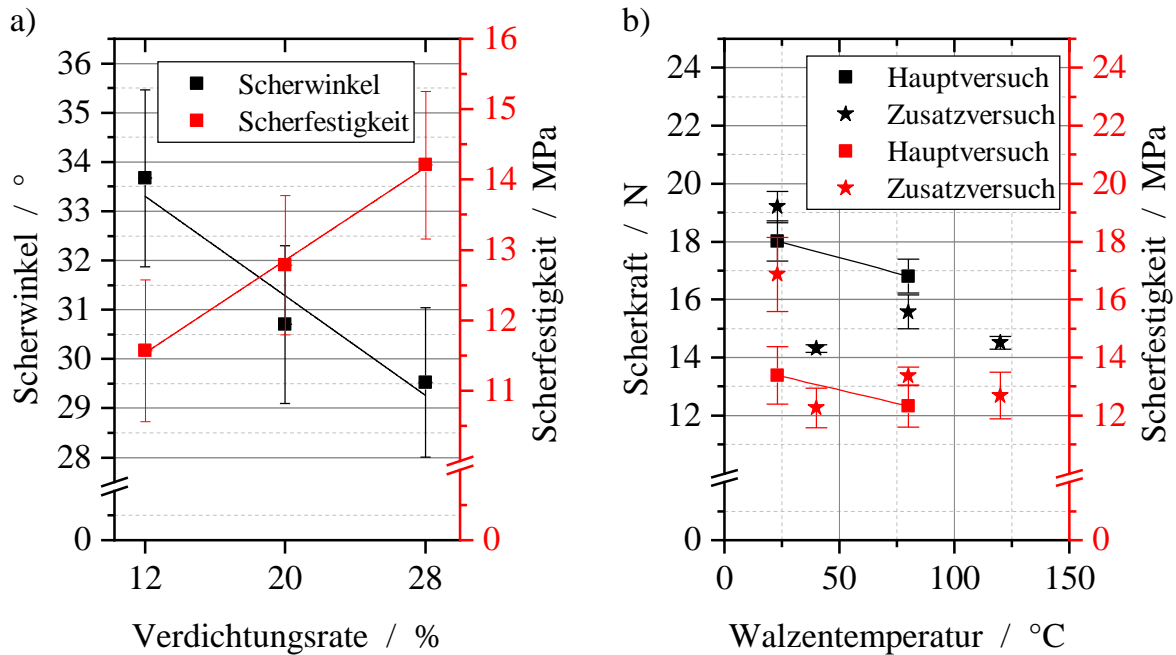 a)
Scherwinkel / °
36
35
34
33
32
31
30
29
28
0
Scherwinkel
Scherfestigkeit
16
15
14
13
12
11
0
Scherfestigkeit / MPa
12
20
28
Verdichtungsrate / %
b)
Scherkraft / N
24
22
20
18
16
14
12
0
Hauptversuch
Zusatzversuch
Hauptversuch
Zusatzversuch
24
22
20
18
16
14
12
0
Scherfestigkeit / MPa
0
50
100
150
Walzentemperatur / °C